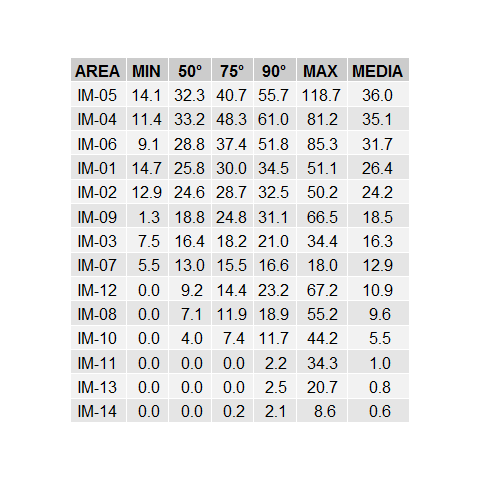 AREA MIN 50° 75° 90° MAX MEDIA
IM-05 14.1 32.3 40.7 55.7 118.7 36.0
IM-04 11.4 33.2 48.3 61.0 81.2 35.1
IM-06 9.1 28.8 37.4 51.8 85.3 31.7
IM-01 14.7 25.8 30.0 34.5 51.1 26.4
IM-02 12.9 24.6 28.7 32.5 50.2 24.2
IM-09 1.3 18.8 24.8 31.1 66.5 18.5
IM-03 7.5 16.4 18.2 21.0 34.4 16.3
IM-07 5.5 13.0 15.5 16.6 18.0 12.9
IM-12 0.0 9.2 14.4 23.2 67.2 10.9
IM-08 0.0 7.1 11.9 18.9 55.2 9.6
IM-10 0.0 4.0 7.4 11.7 44.2 5.5
IM-11 0.0 0.0 0.0 2.2 34.3 1.0
IM-13 0.0 0.0 0.0 2.5 20.7 0.8
IM-14 0.0 0.0 0.2 2.1 8.6 0.6